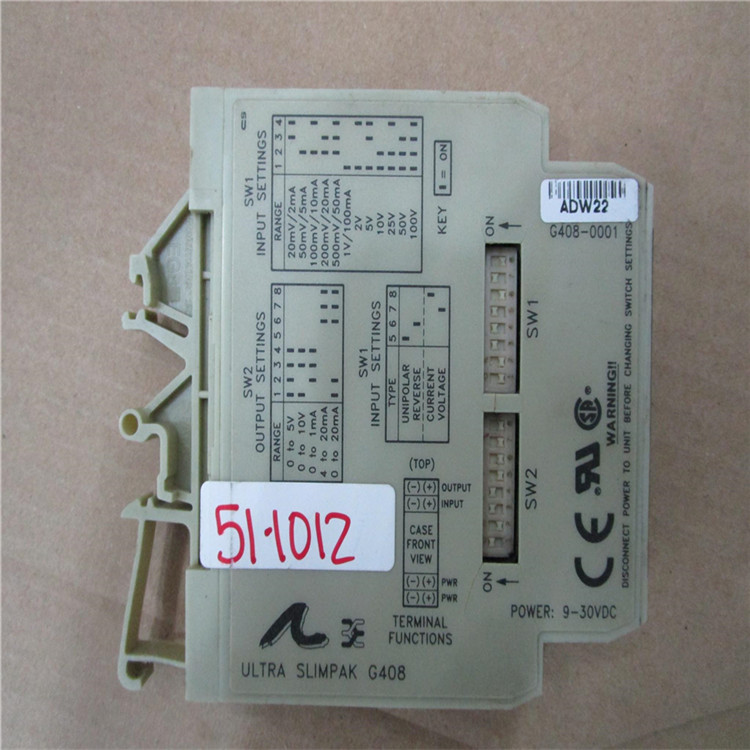 C5
INPUT SETTINGS
SW1
RANGE 1 2 3 4
20mV/2mA
50mV/5mA
100mV/10mA
200mV/20mA
500mV/50mA
1V/100mA
2V
5V
10V
25V
50V
100V
KEY = ON
SW2
OUTPUT SETTINGS
RANGE 1 2 3 4 5 6 7 8
0 to 5V
0 to 10V
0 to 1mA
4 to 20mA
0 to 20mA
INPUT SETTINGS
SW1
TYPE 5 6 7 8
UNIPOLAR
REVERSE
CURRENT
VOLTAGE
ON
SW1
SW2
ON
ADW22
G408-0001
WARNING!!
DISCONNECT POWER TO UNIT BEFORE CHANGING SWITCH SETTINGS
(TOP)
(-) (+) OUTPUT
(-) (+) INPUT
CASE
FRONT
VIEW
(-) (+) PWR
(-) (+) PWR
TERMINAL
FUNCTIONS
CE
POWER: 9-30VDC
51-1012
ULTRA SLIMPAK G408